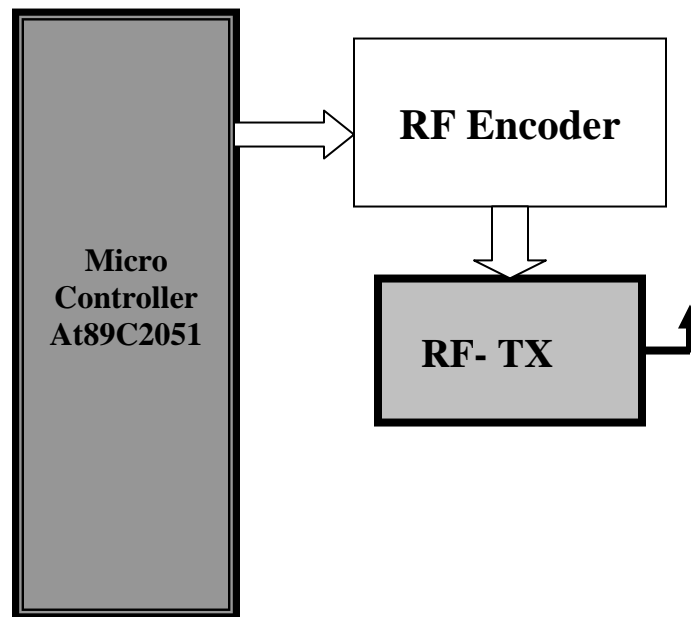 Micro
Controller
At89C2051
RF Encoder
RF- TX